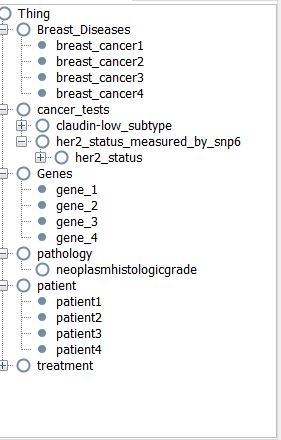 Thing
Breast_Diseases
breast_cancer1
breast_cancer2
breast_cancer3
breast_cancer4
cancer_tests
claudin-low_subtype
her2_status_measured_by_snp6
her2_status
Genes
gene_1
gene_2
gene_3
gene_4
pathology
neoplasmhistologicgrade
patient
patient1
patient2
patient3
patient4
treatment